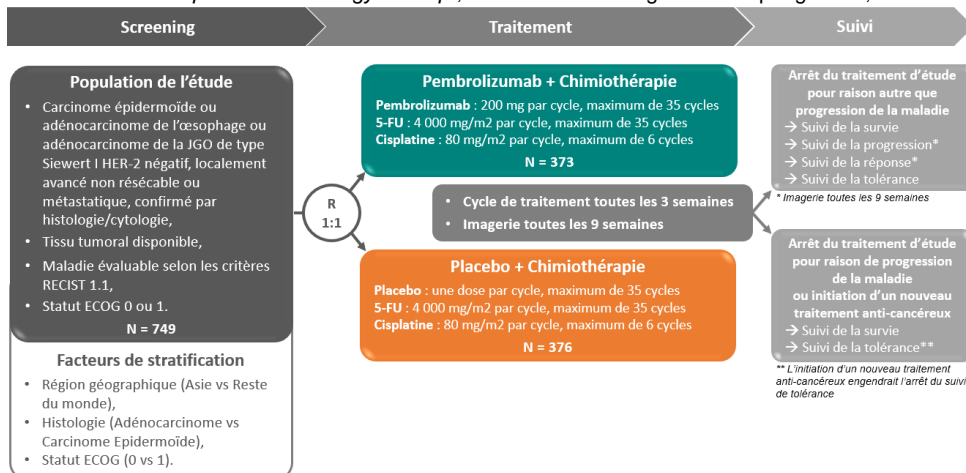 Screening
Traitement
Suivi
Population de l'étude
• Carcinome épidermoïde ou
adénocarcinome de l'œsophage ou
adénocarcinome de la JGO de type
Siewert I HER-2 négatif, localement
avancé non résécable ou
métastatique, confirmé par
histologie/cytologie,
• Tissu tumoral disponible,
• Maladie évaluable selon les critères
RECIST 1.1,
• Statut ECOG 0 ou 1.
N = 749
Facteurs de stratification
• Région géographique (Asie vs Reste
du monde),
• Histologie (Adénocarcinome vs
Carcinome Epidermoïde),
• Statut ECOG (0 vs 1).
R
1:1
Pembrolizumab + Chimiothérapie
Pembrolizumab : 200 mg par cycle, maximum de 35 cycles
5-FU : 4 000 mg/m2 par cycle, maximum de 35 cycles
Cisplatine : 80 mg/m2 par cycle, maximum de 6 cycles
N = 373
• Cycle de traitement toutes les 3 semaines
• Imagerie toutes les 9 semaines
Placebo + Chimiothérapie
Placebo : une dose par cycle, maximum de 35 cycles
5-FU : 4 000 mg/m2 par cycle, maximum de 35 cycles
Cisplatine : 80 mg/m2 par cycle, maximum de 6 cycles
N = 376
Arrêt du traitement d'étude
pour raison autre que
progression de la maladie
→ Suivi de la survie
→ Suivi de la progression*
→ Suivi de la réponse*
→ Suivi de la tolérance
* Imagerie toutes les 9 semaines
Arrêt du traitement d'étude
pour raison de progression
de la maladie
ou initiation d'un nouveau
traitement anti-cancéreux
→ Suivi de la survie
→ Suivi de la tolérance**
** L'initiation d'un nouveau traitement
anti-cancéreux engendrait l'arrêt du suivi
de tolérance